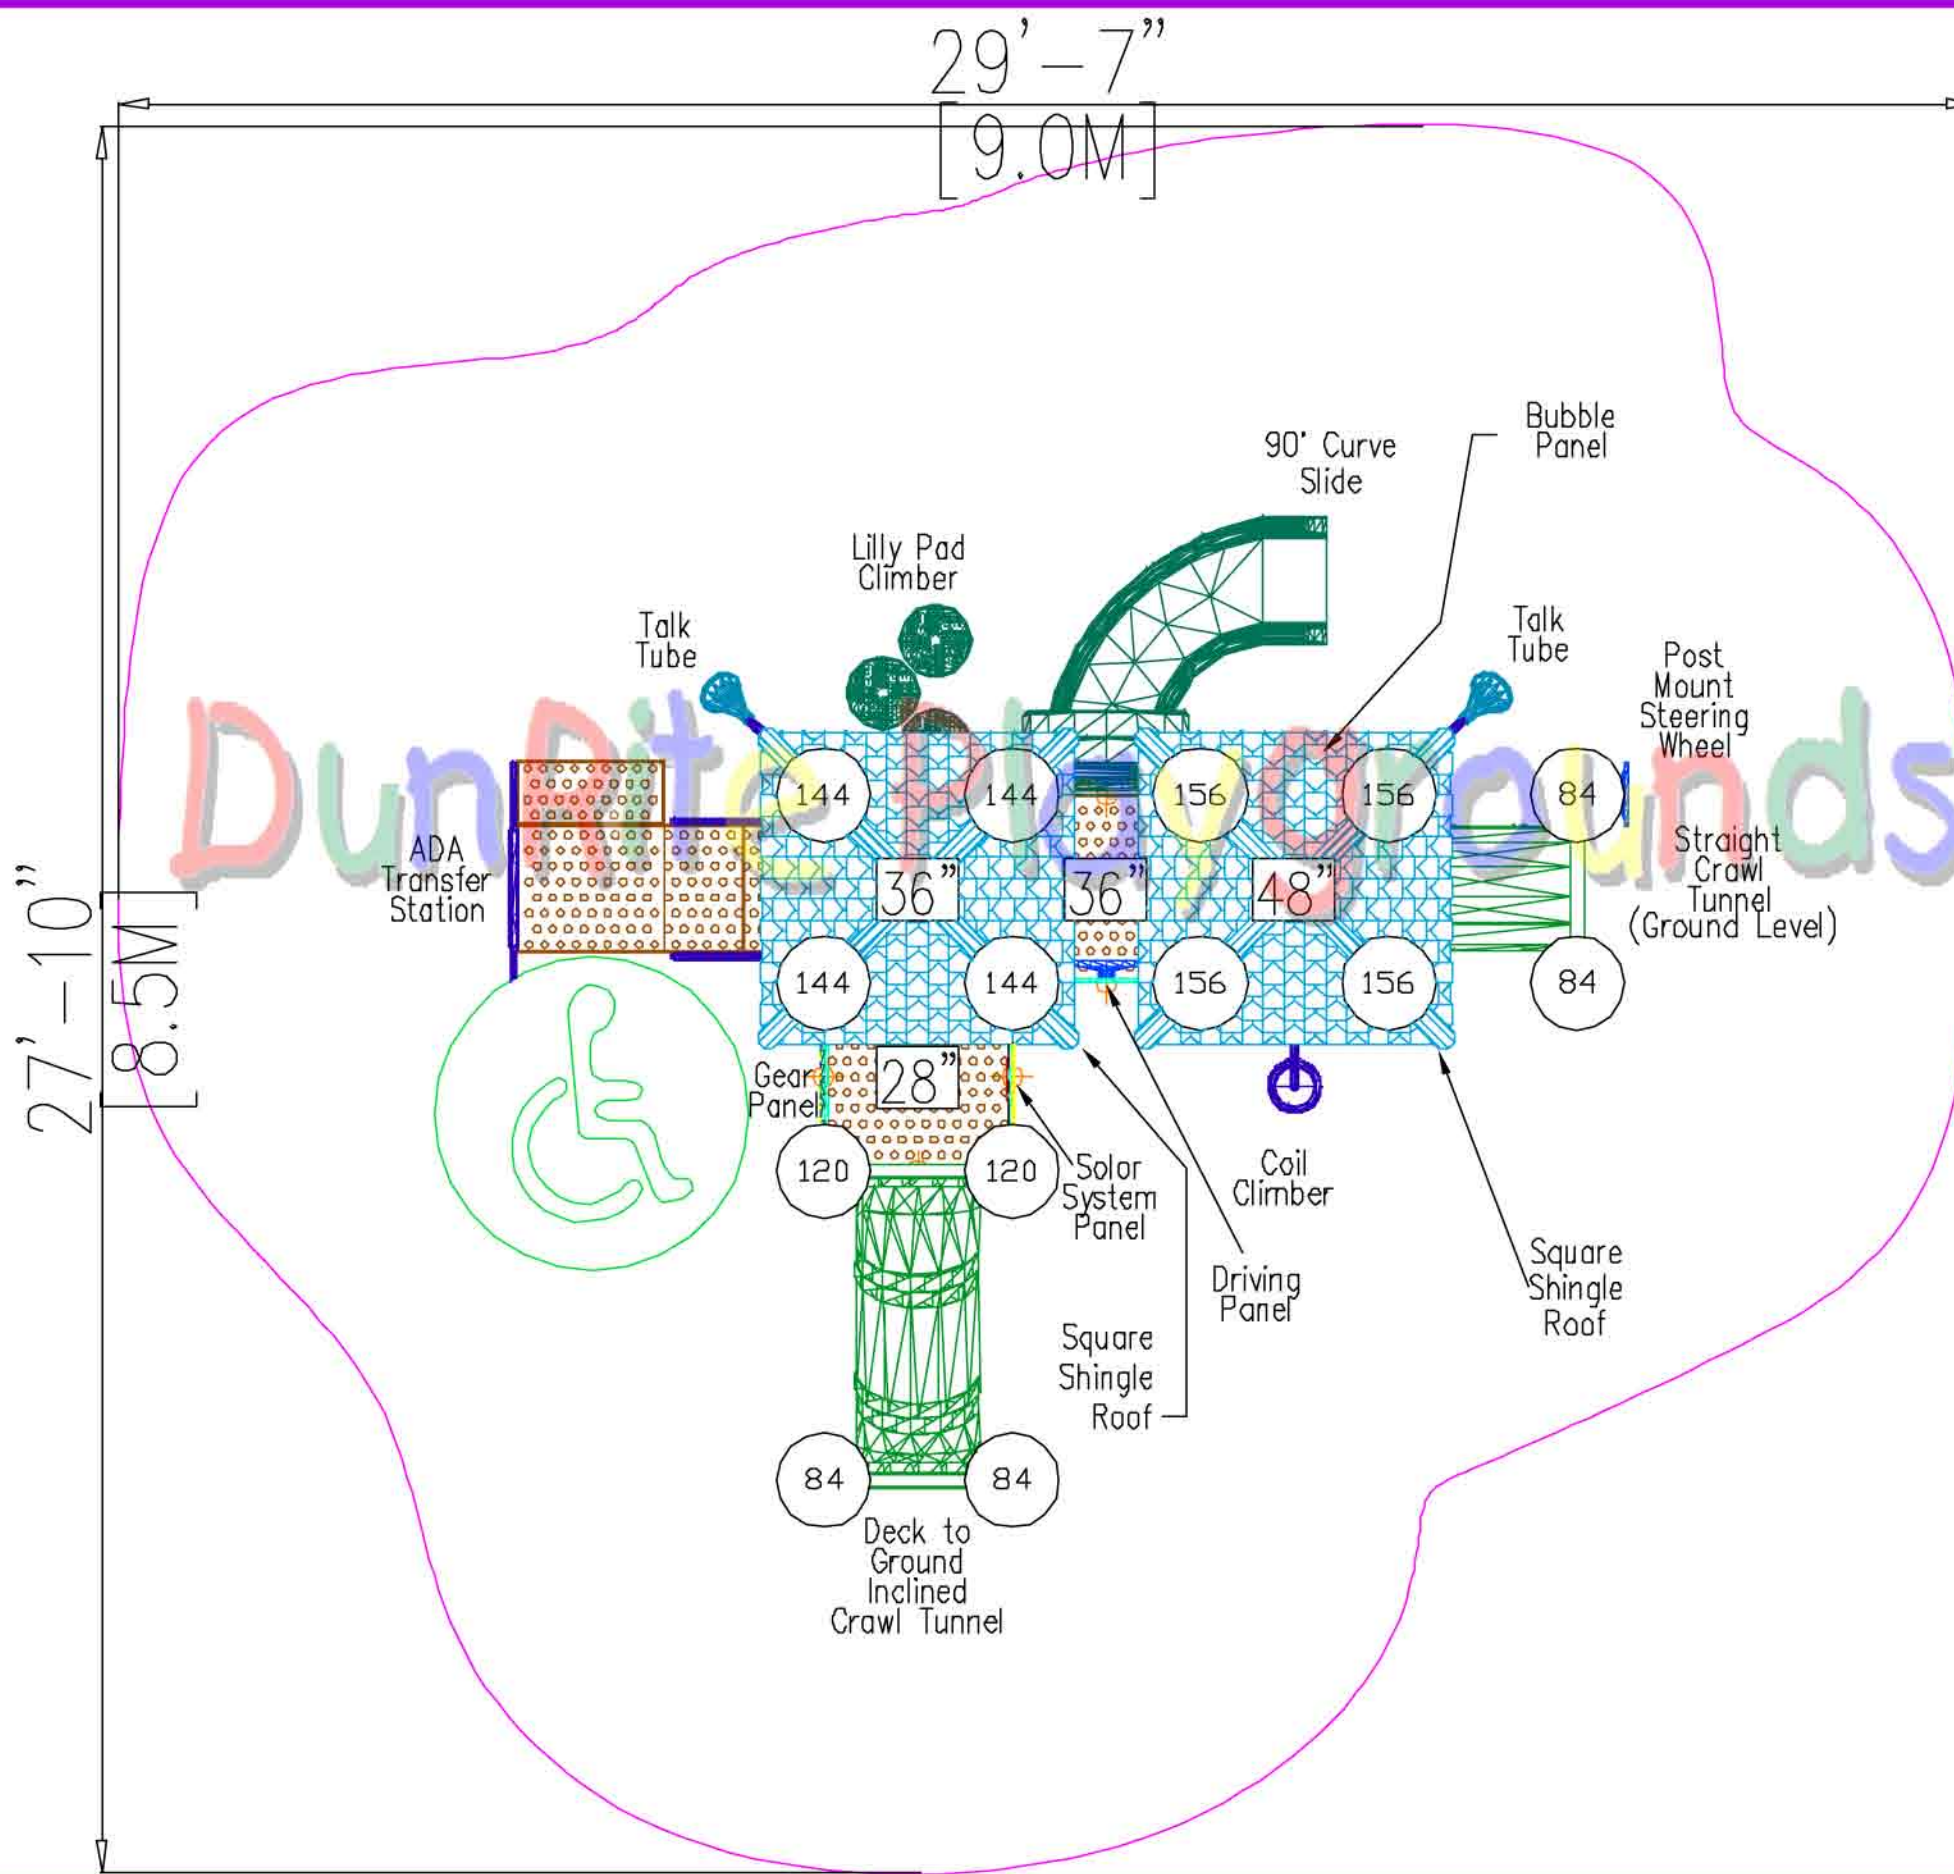 29'-7"
[9.0M]
27'-10"
[8.5M]
Bubble
Panel
90° Curve
Slide
Lilly Pad
Climber
Talk
Tube
Talk
Tube
Post
Mount
Steering
Wheel
DunRite Playgrounds
144
144
156
156
84
ADA
Transfer
Station
36"
36"
48"
Straight
Crawl
Tunnel
(Ground Level)
144
144
156
156
84
Gear
Panel
28"
120
120
Solor
System
Panel
Coil
Climber
Driving
Panel
Square
Shingle
Roof
Square
Shingle
Roof
84
84
Deck to
Ground
Inclined
Crawl Tunnel